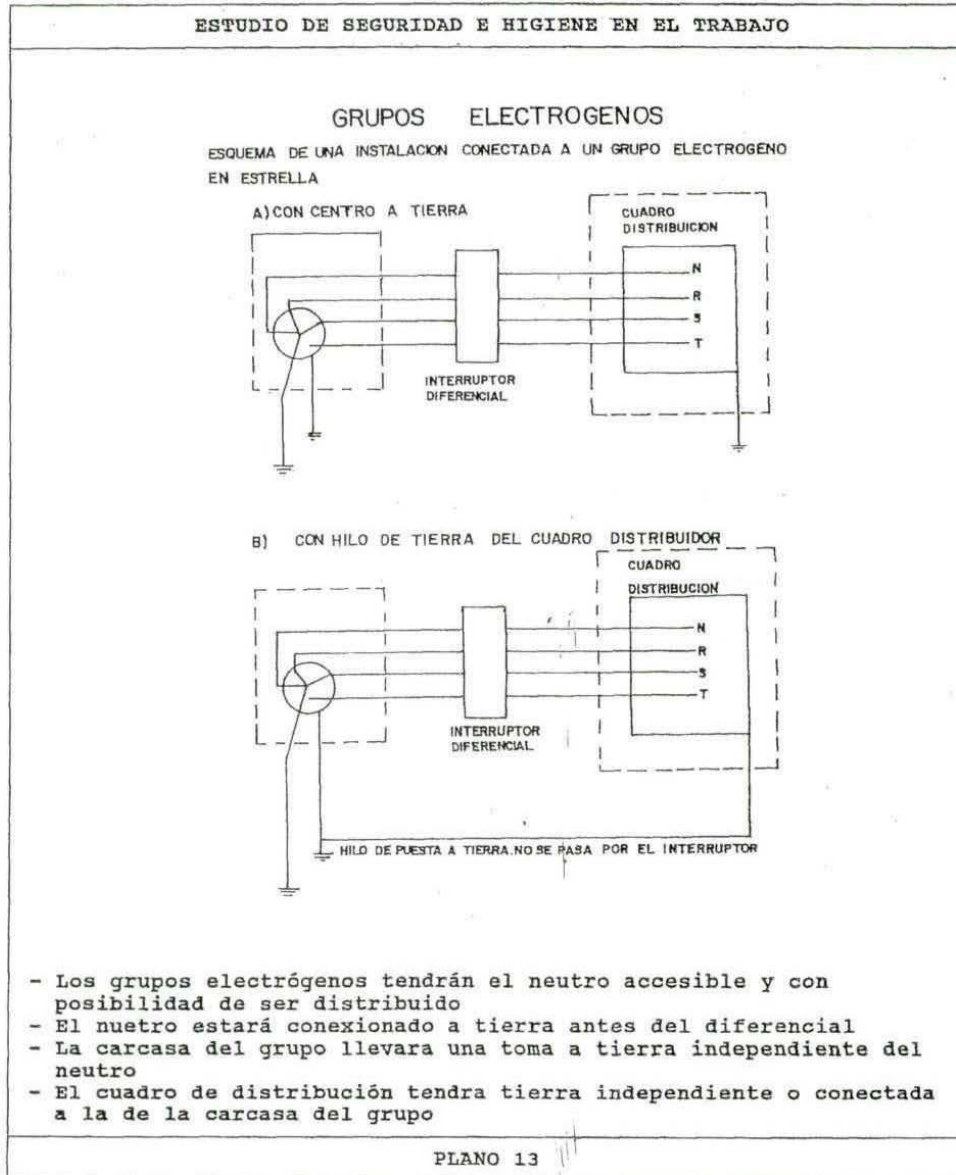 ESTUDIO DE SEGURIDAD E HIGIENE EN EL TRABAJO
GRUPOS ELECTROGENOS
ESQUEMA DE UNA INSTALACION CONECTADA A UN GRUPO ELECTROGENO
EN ESTRELLA
A) CON CENTRO A TIERRA
CUADRO
DISTRIBUICION
N
R
S
T
INTERRUPTOR
DIFERENCIAL
B) CON HILO DE TIERRA DEL CUADRO DISTRIBUIDOR
CUADRO
DISTRIBUCION
N
R
S
T
INTERRUPTOR
DIFERENCIAL
HILO DE PUESTA A TIERRA. NO SE PASA POR EL INTERRUPTOR
- Los grupos electrógenos tendrán el neutro accesible y con
posibilidad de ser distribuido
- El nuetro estará conexionado a tierra antes del diferencial
- La carcasa del grupo llevara una toma a tierra independiente del
neutro
- El cuadro de distribución tendra tierra independiente o conectada
a la de la carcasa del grupo
PLANO 13